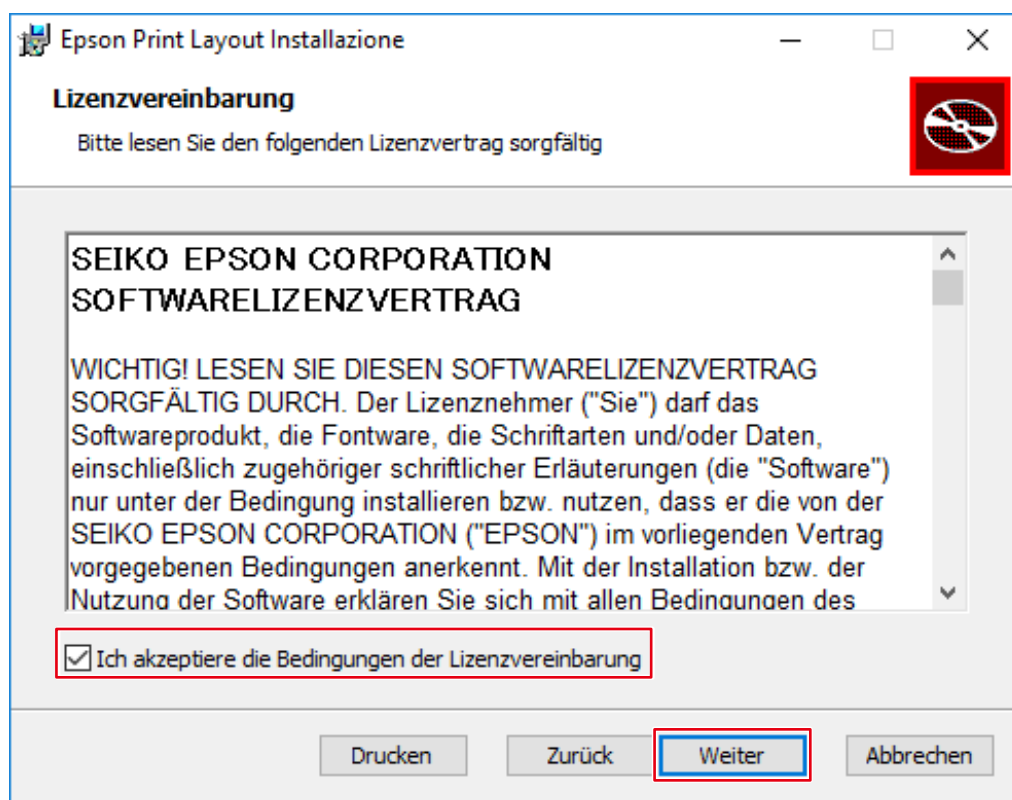 Epson Print Layout Installazione
Lizenzvereinbarung
Bitte lesen Sie den folgenden Lizenzvertrag sorgfältig
SEIKO EPSON CORPORATION
SOFTWARELIZENZVERTRAG
WICHTIG! LESEN SIE DIESEN SOFTWARELIZENZVERTRAG
SORGFÄLTIG DURCH. Der Lizenznehmer ("Sie") darf das
Softwareprodukt, die Fontware, die Schriftarten und/oder Daten,
einschließlich zugehöriger schriftlicher Erläuterungen (die "Software")
nur unter der Bedingung installieren bzw. nutzen, dass er die von der
SEIKO EPSON CORPORATION ("EPSON") im vorliegenden Vertrag
vorgegebenen Bedingungen anerkennt. Mit der Installation bzw. der
Nutzung der Software erklären Sie sich mit allen Bedingungen des
Ich akzeptiere die Bedingungen der Lizenzvereinbarung
Drucken Zurück Weiter Abbrechen